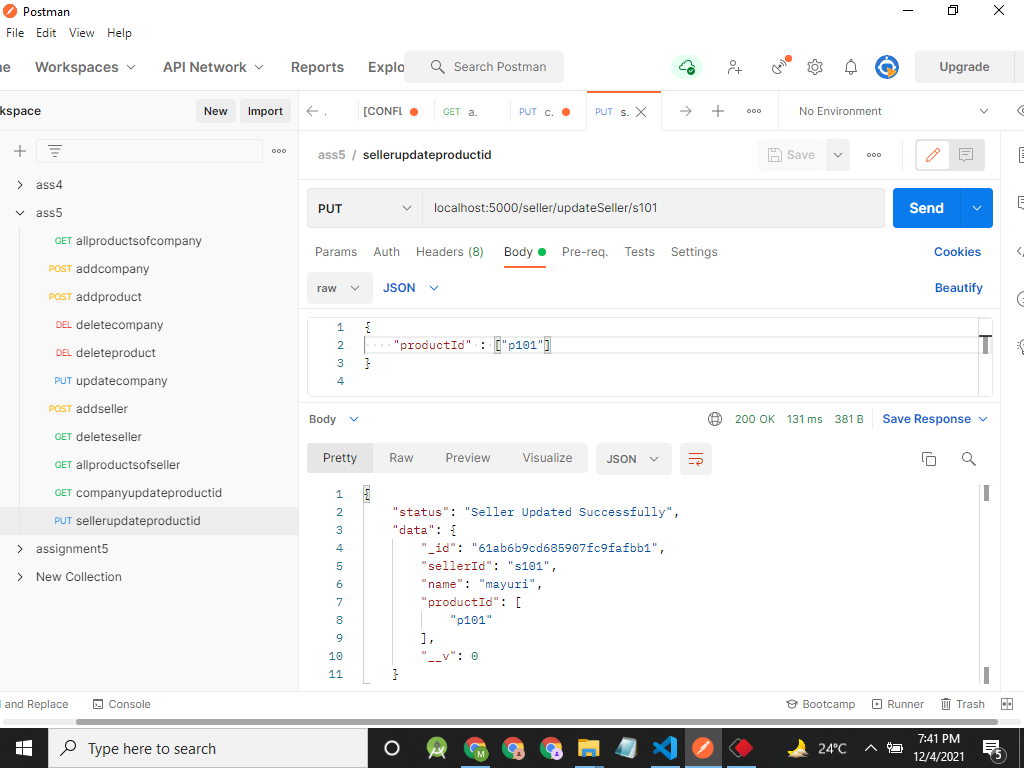 Postman
File Edit View Help
ne Workspaces API Network Reports Explo Search Postman Upgrade
kspace New Import
. [CONFL GET a. PUT c. PUT s. No Environment
ass5 / sellerupdateproductid Save
PUT localhost:5000/seller/updateSeller/s101 Send
Params Auth Headers (8) Body Pre-req. Tests Settings Cookies
raw JSON Beautify
1 {
2 "productId" : ["p101"]
3 }
4
ass4
ass5
GET allproductsofcompany
POST addcompany
POST addproduct
DEL deletecompany
DEL deleteproduct
PUT updatecompany
POST addseller
GET deleteseller
GET allproductsofseller
GET companyupdateproductid
PUT sellerupdateproductid
assignment5
New Collection
Body 200 OK 131 ms 381 B Save Response
Pretty Raw Preview Visualize JSON
1 {
2 "status": "Seller Updated Successfully",
3 "data": {
4 "_id": "61ab6b9cd685907fc9fafbb1",
5 "sellerId": "s101",
6 "name": "mayuri",
7 "productId": [
8 "p101"
9 ],
10 "__v": 0
11 }
and Replace Console Bootcamp Runner Trash
Type here to search 24°C 7:41 PM
12/4/2021 5